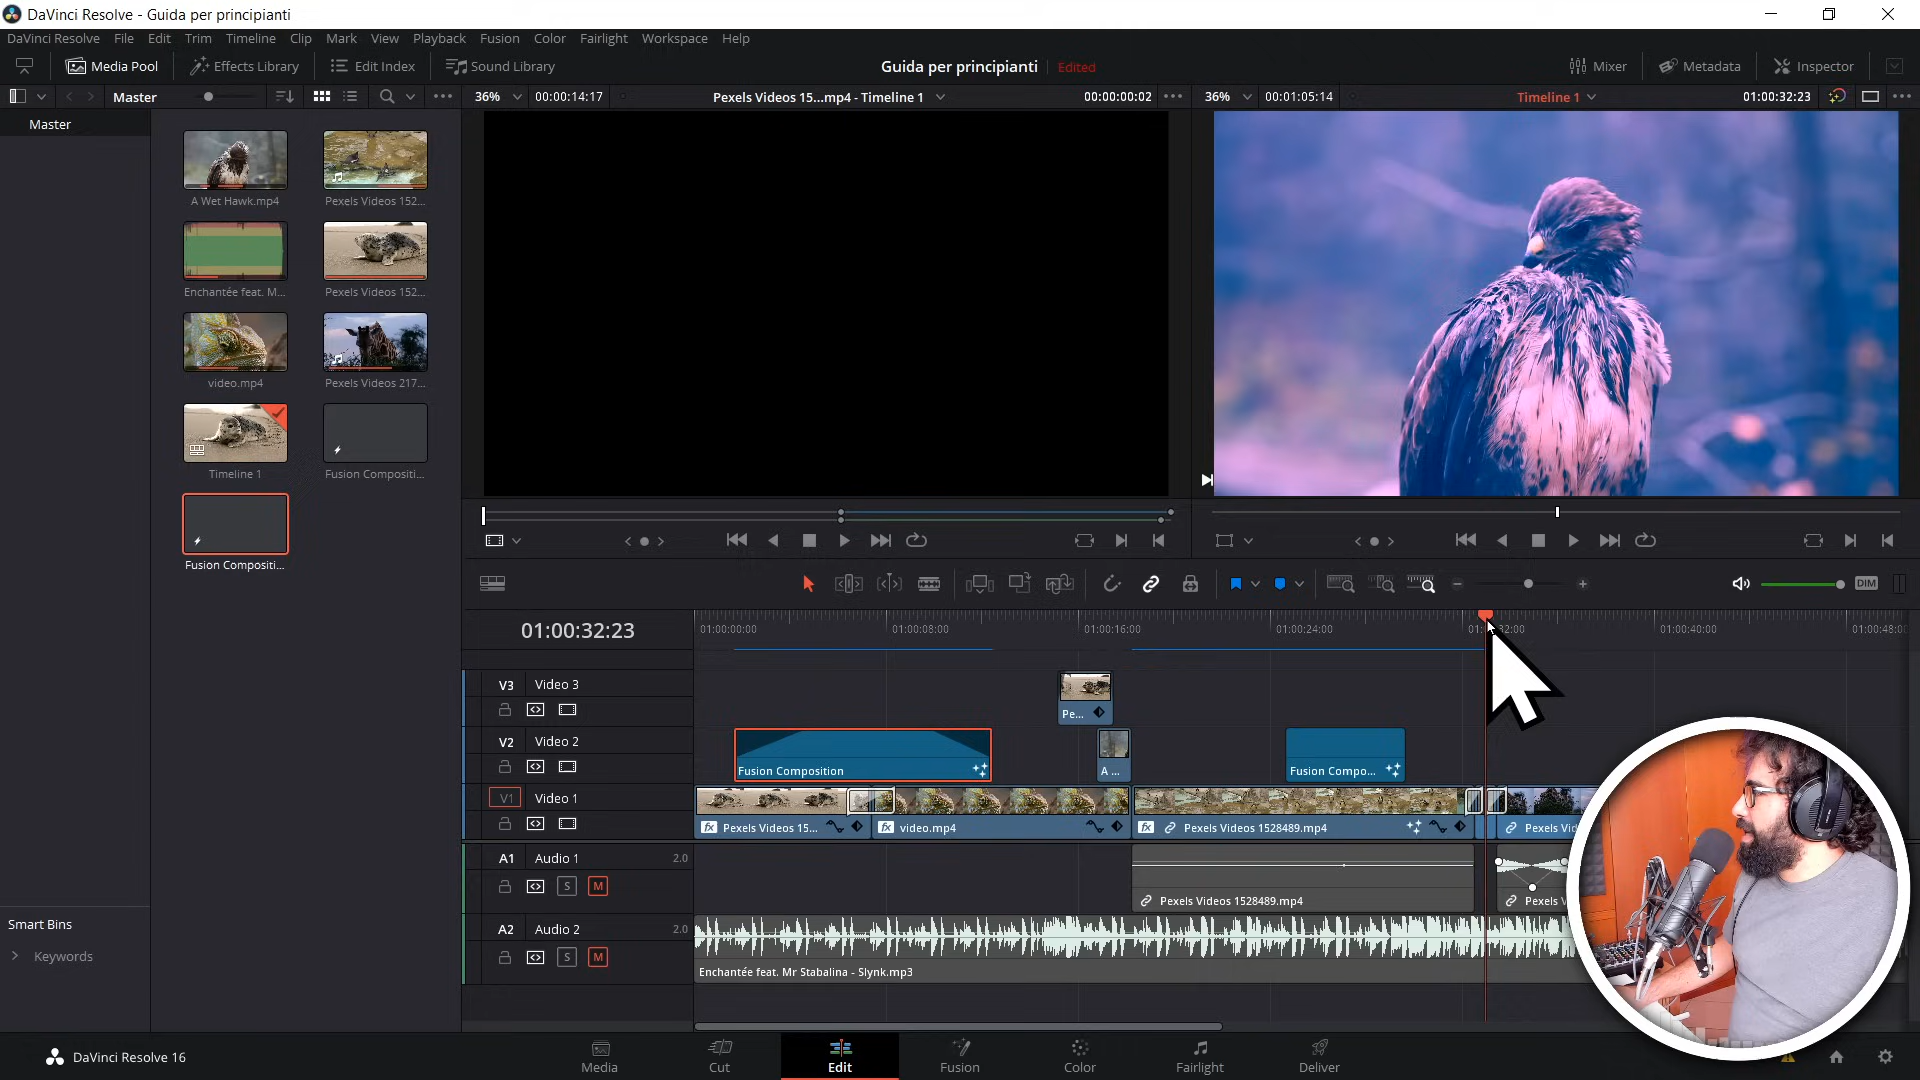 DaVinci Resolve - Guida per principianti
DaVinci Resolve File Edit Trim Timeline Clip Mark View Playback Fusion Color Fairlight Workspace Help
Media Pool Effects Library Edit Index Sound Library Guida per principianti Edited Mixer Metadata Inspector
Master 36% 00:00:14:17 Pexels Videos 15...mp4 - Timeline 1 00:00:00:02 36% 00:01:05:14 Timeline 1 01:00:32:23
Master
A Wet Hawk.mp4 Pexels Videos 152...
Enchantée feat. M... Pexels Videos 152...
video.mp4 Pexels Videos 217...
Timeline 1 Fusion Compositi...
Fusion Compositi...
DIM
01:00:32:23 01:00:00:00 01:00:08:00 01:00:16:00 01:00:24:00 32:00 01:00:40:00 01:00:48:0
V3 Video 3
Pe...
V2 Video 2
Fusion Composition A ... Fusion Compo...
V1 Video 1
Pexels Videos 15... video.mp4 Pexels Videos 1528489.mp4 Pexels Vid
A1 Audio 1 2.0
S M
Pexels Videos 1528489.mp4 Pexels V
A2 Audio 2 2.0
S M
Enchantée feat. Mr Stabalina - Slynk.mp3
Smart Bins
Keywords
DaVinci Resolve 16
Media Cut Edit Fusion Color Fairlight Deliver